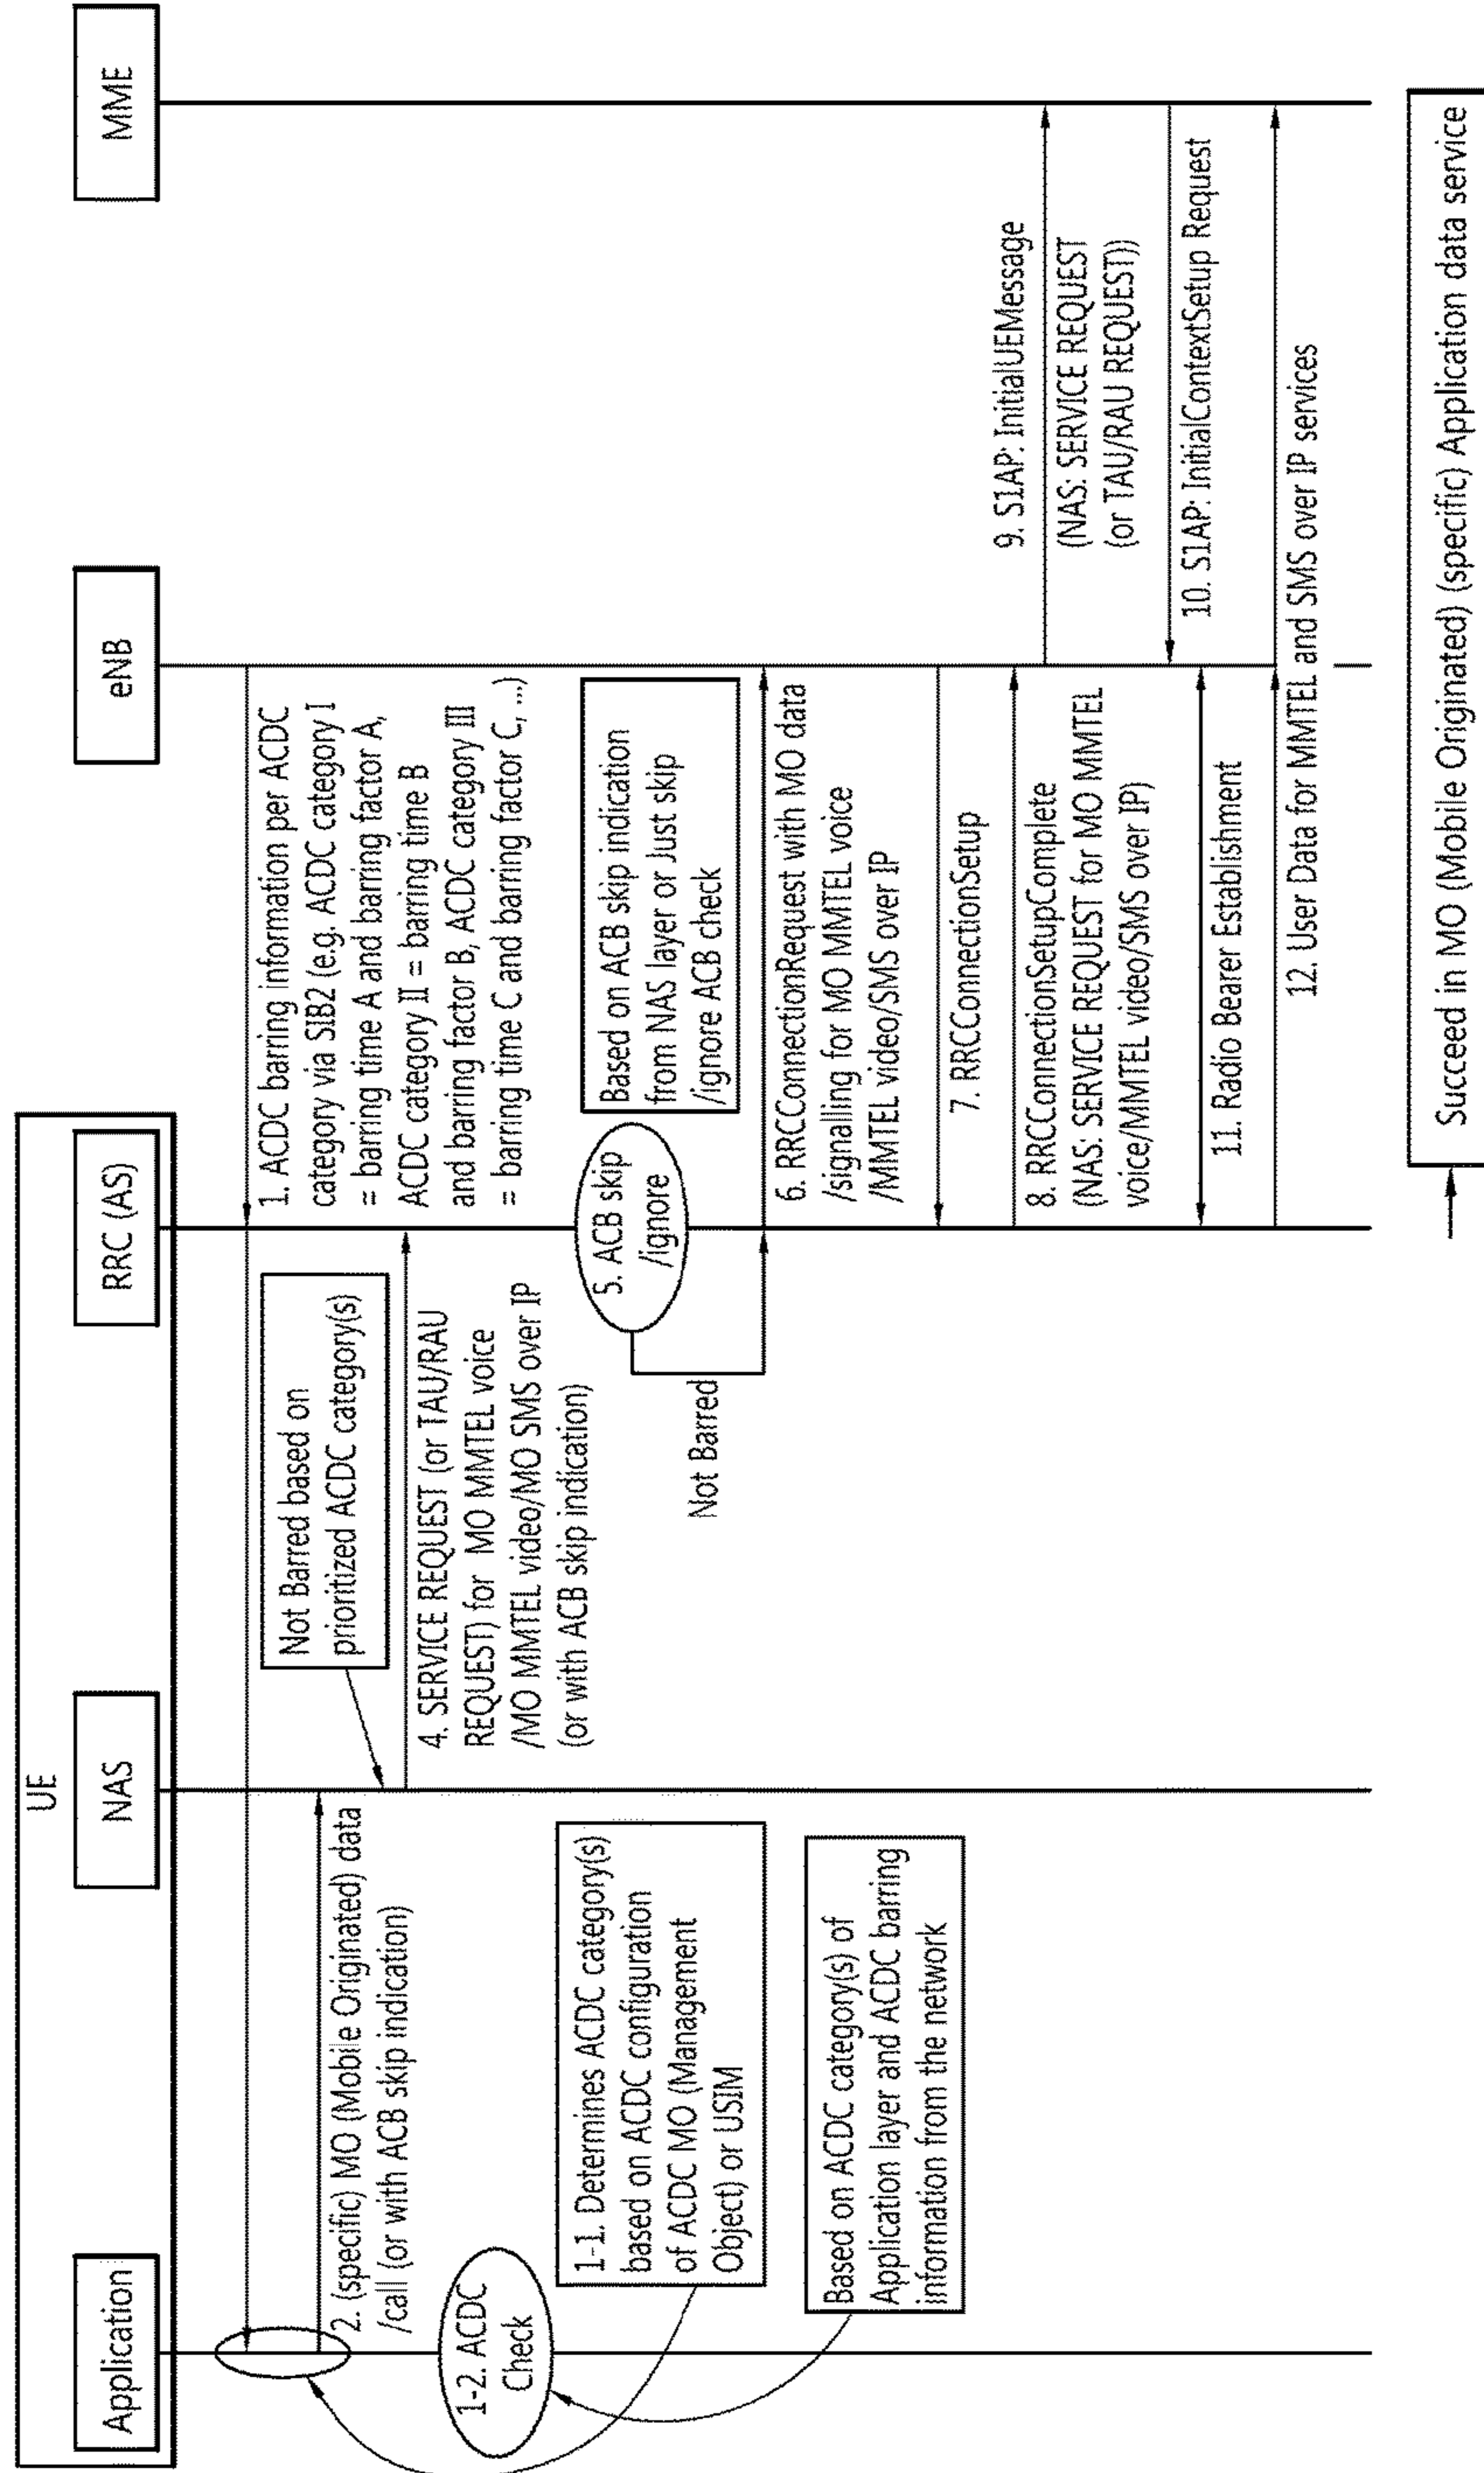 UE
Application
NAS
RRC (AS)
eNB
MME
1. ACDC barring information per ACDC
category via SIB2 (e.g. ACDC category I
= barring time A and barring factor A,
ACDC category II = barring time B
and barring factor B, ACDC category III
= barring time C and barring factor C, ...)
2. (specific) MO (Mobile Originated) data
/call (or with ACB skip indication)
Not Barred based on
prioritized ACDC category(s)
4. SERVICE REQUEST (or TAU/RAU
REQUEST) for MO MMTEL voice
/MO MMTEL video/MO SMS over IP
(or with ACB skip indication)
1-2. ACDC
Check
1-1. Determines ACDC category(s)
based on ACDC configuration
of ACDC MO (Management
Object) or USIM
Based on ACDC category(s) of
Application layer and ACDC barring
information from the network
5. ACB skip
/ignore
Based on ACB skip indication
from NAS layer or Just skip
/ignore ACB check
Not Barred
6. RRCConnectionRequest with MO data
/signalling for MO MMTEL voice
/MMTEL video/SMS over IP
7. RRCConnectionSetup
8. RRCConnectionSetupComplete
(NAS: SERVICE REQUEST for MO MMTEL
voice/MMTEL video/SMS over IP)
9. S1AP: InitialUEMessage
(NAS: SERVICE REQUEST
(or TAU/RAU REQUEST))
10. S1AP: InitialContextSetup Request
11. Radio Bearer Establishment
12. User Data for MMTEL and SMS over IP services
Succeed in MO (Mobile Originated) (specific) Application data service